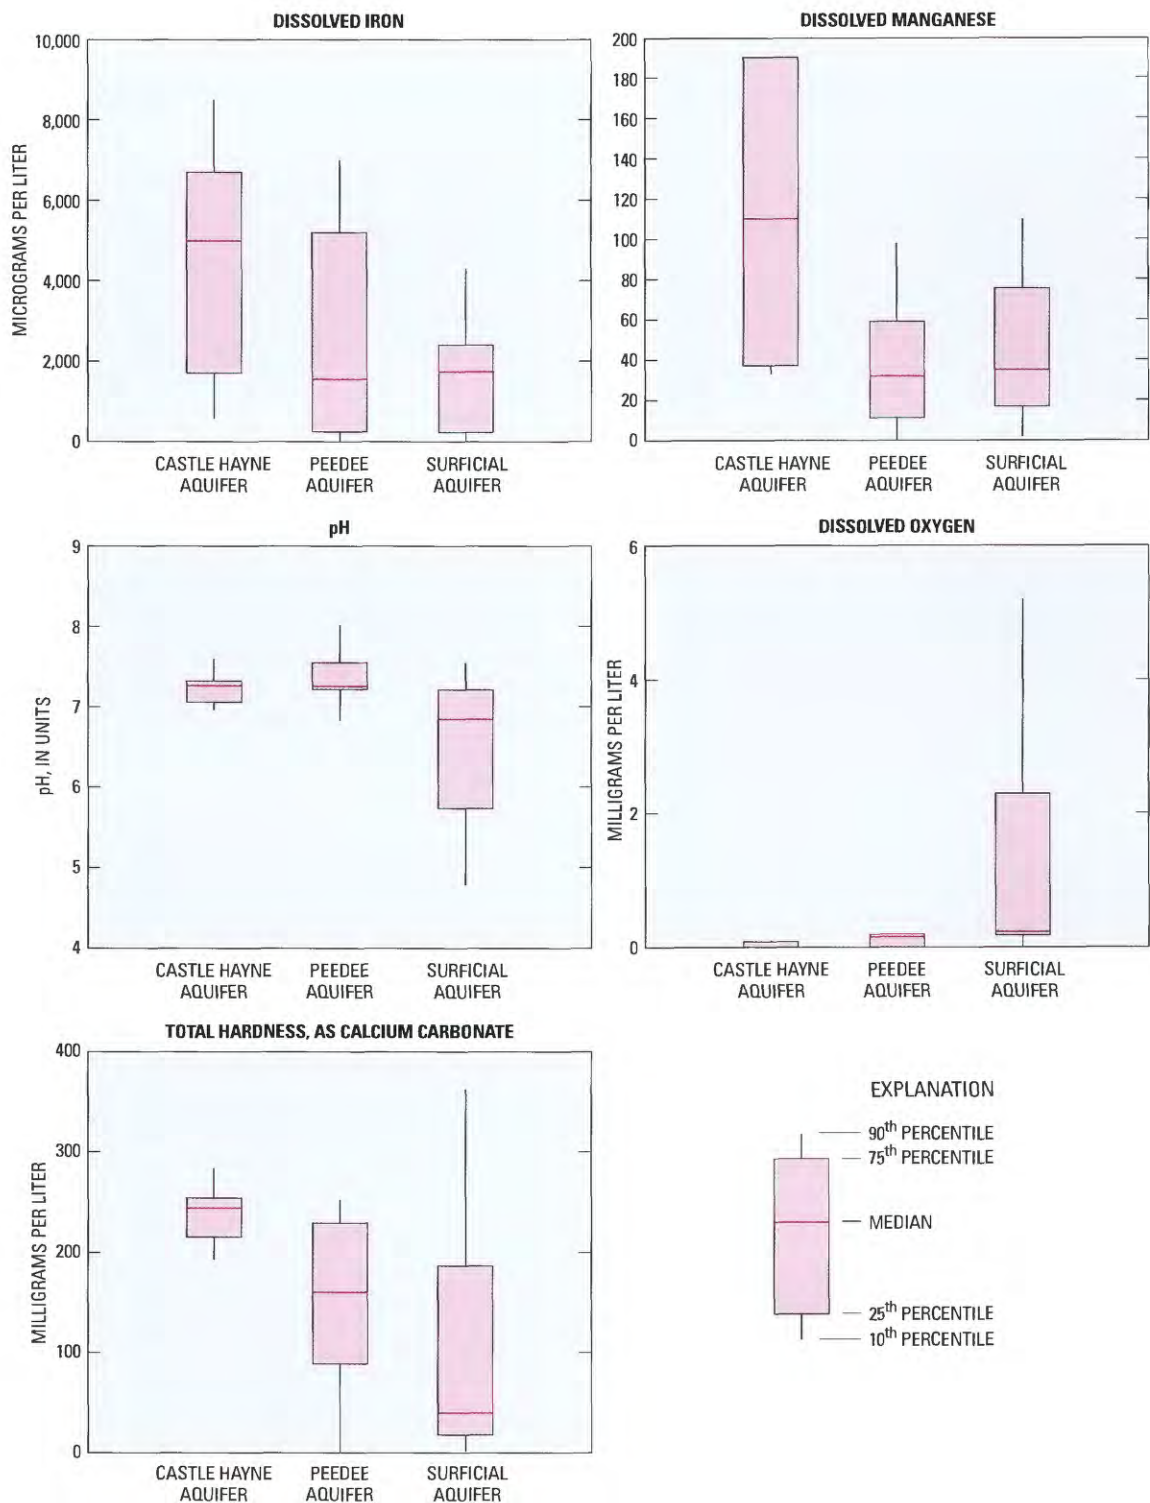 DISSOLVED IRON
10,000
8,000
6,000
4,000
2,000
0
MICROGRAMS PER LITER
CASTLE HAYNE
AQUIFER
PEEDEE
AQUIFER
SURFICIAL
AQUIFER
DISSOLVED MANGANESE
200
180
160
140
120
100
80
60
40
20
0
CASTLE HAYNE
AQUIFER
PEEDEE
AQUIFER
SURFICIAL
AQUIFER
pH
9
8
7
6
5
4
pH, IN UNITS
CASTLE HAYNE
AQUIFER
PEEDEE
AQUIFER
SURFICIAL
AQUIFER
DISSOLVED OXYGEN
6
4
2
0
MILLIGRAMS PER LITER
CASTLE HAYNE
AQUIFER
PEEDEE
AQUIFER
SURFICIAL
AQUIFER
TOTAL HARDNESS, AS CALCIUM CARBONATE
400
300
200
100
0
MILLIGRAMS PER LITER
CASTLE HAYNE
AQUIFER
PEEDEE
AQUIFER
SURFICIAL
AQUIFER
EXPLANATION
90th PERCENTILE
75th PERCENTILE
MEDIAN
25th PERCENTILE
10th PERCENTILE